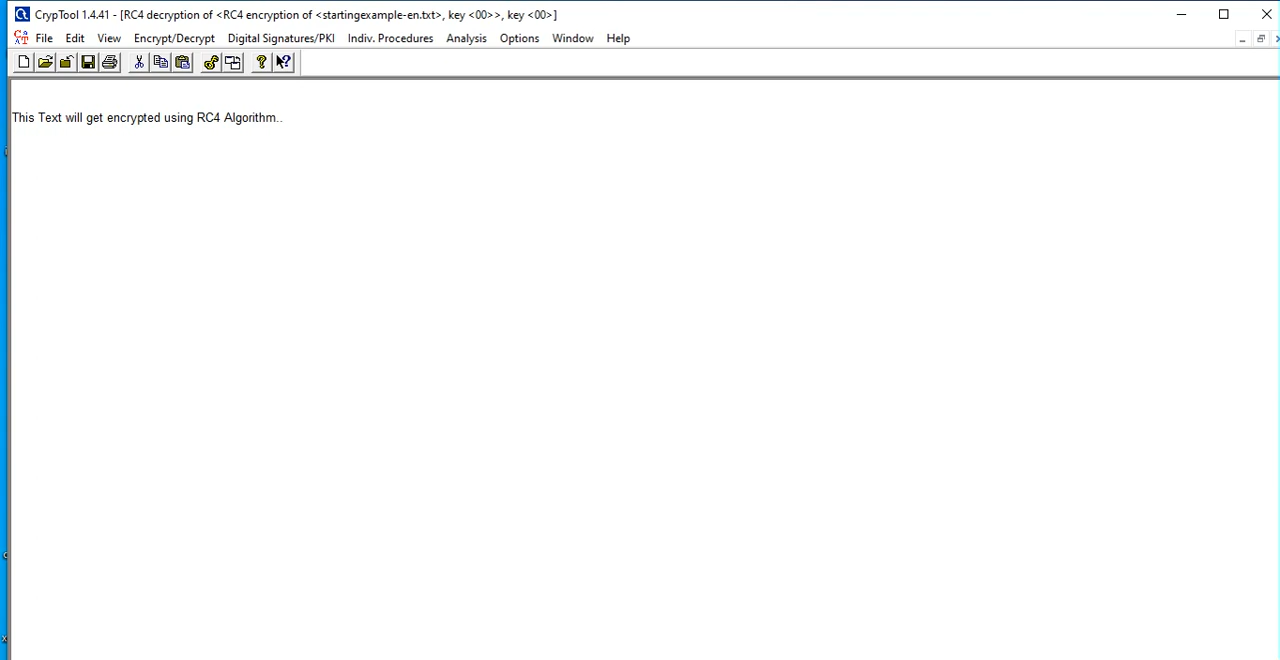 CrypTool 1.4.41 - [RC4 decryption of <RC4 encryption of <startingexample-en.txt>, key <00>>, key <00>]
File Edit View Encrypt/Decrypt Digital Signatures/PKI Indiv. Procedures Analysis Options Window Help
This Text will get encrypted using RC4 Algorithm..